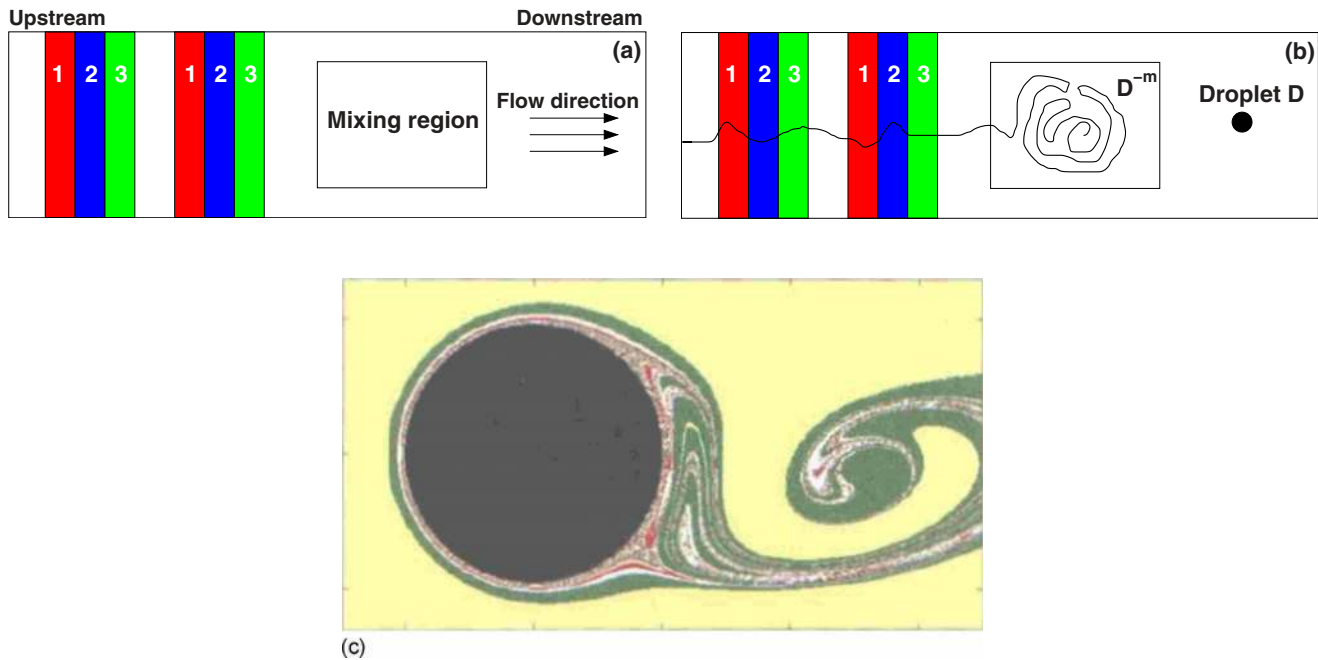 Upstream
Downstream
(a)
1 2 3 1 2 3
Mixing region
Flow direction
(b)
1 2 3 1 2 3
D⁻ᵐ
Droplet D
(c)